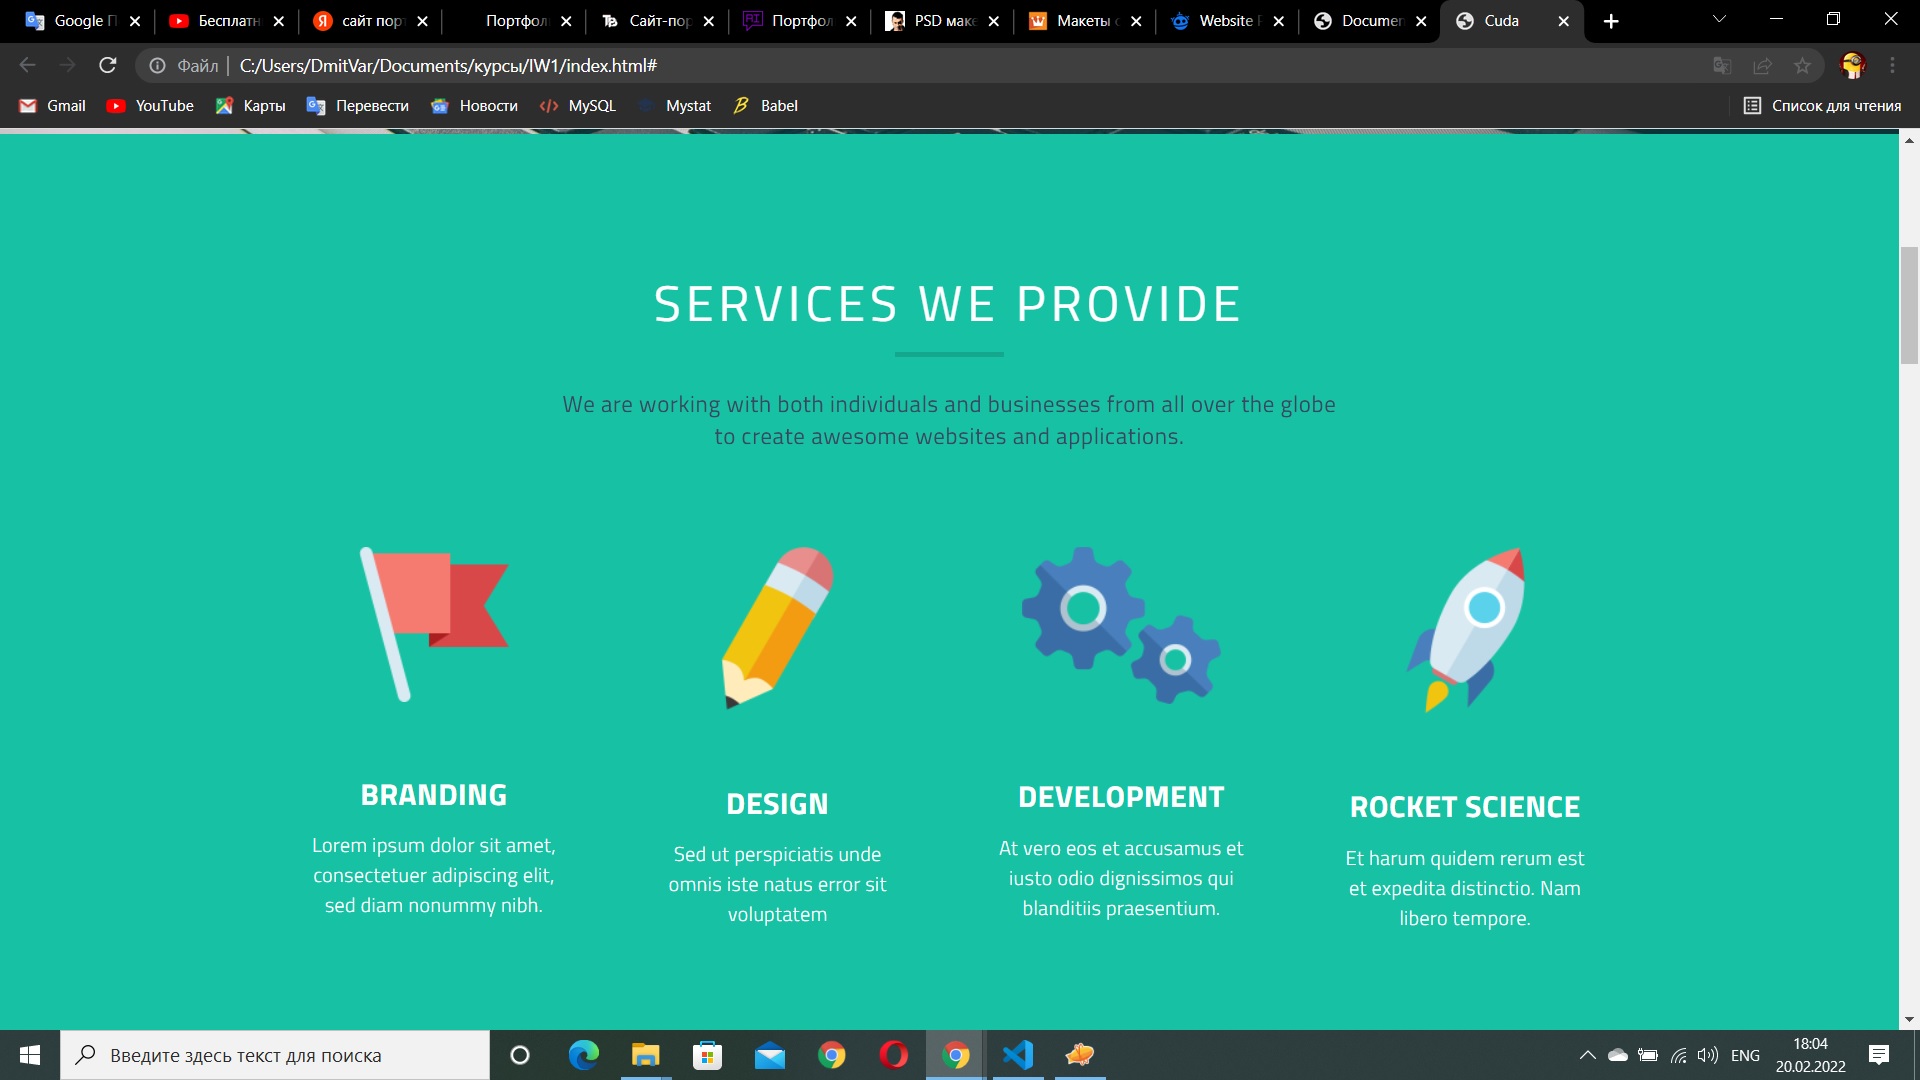 Google П
Бесплатн
сайт порт
Портфол
Сайт-пор
Портфол
PSD маке
Макеты с
Website
Documen
Cuda
Файл
C:/Users/DmitVar/Documents/курсы/IW1/index.html#
Gmail
YouTube
Карты
Перевести
Новости
MySQL
Mystat
Babel
Список для чтения
SERVICES WE PROVIDE
We are working with both individuals and businesses from all over the globe
to create awesome websites and applications.
BRANDING
Lorem ipsum dolor sit amet,
consectetuer adipiscing elit,
sed diam nonummy nibh.
DESIGN
Sed ut perspiciatis unde
omnis iste natus error sit
voluptatem
DEVELOPMENT
At vero eos et accusamus et
iusto odio dignissimos qui
blanditiis praesentium.
ROCKET SCIENCE
Et harum quidem rerum est
et expedita distinctio. Nam
libero tempore.
Введите здесь текст для поиска
ENG
18:04
20.02.2022